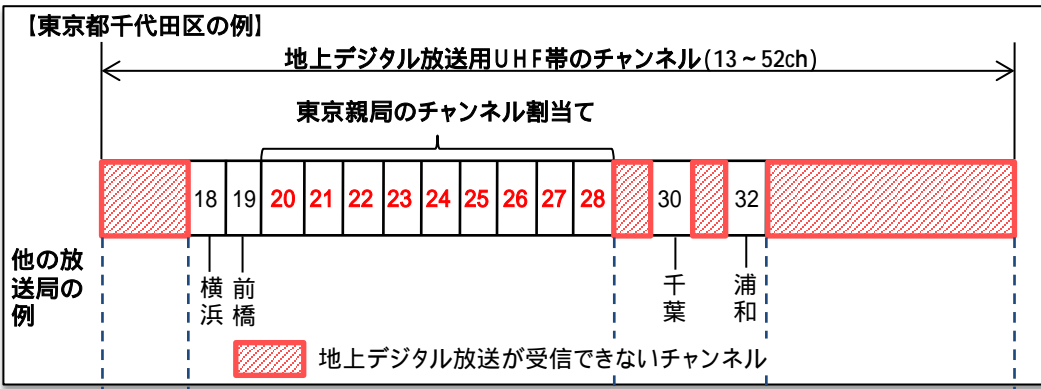 【東京都千代田区の例】
地上デジタル放送用UHF帯のチャンネル(13～52ch)
東京親局のチャンネル割当て
18 19 20 21 22 23 24 25 26 27 28 30 32
他の放
送局の
例
横浜
前橋
千葉
浦和
地上デジタル放送が受信できないチャンネル